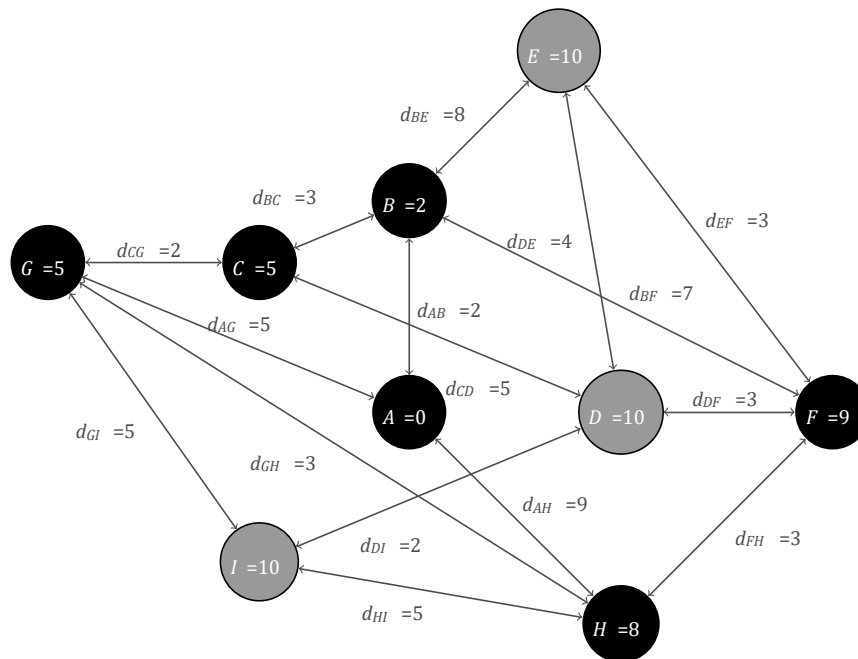 E =10
d_BE =8
d_BC =3
B =2
d_EF =3
d_DE =4
d_CG =2
G =5
C =5
d_BF =7
d_AG =5
d_AB =2
d_CD =5
d_DF =3
A =0
D =10
F =9
d_GI =5
d_GH =3
d_AH =9
d_FH =3
d_DI =2
I =10
d_HI =5
H =8